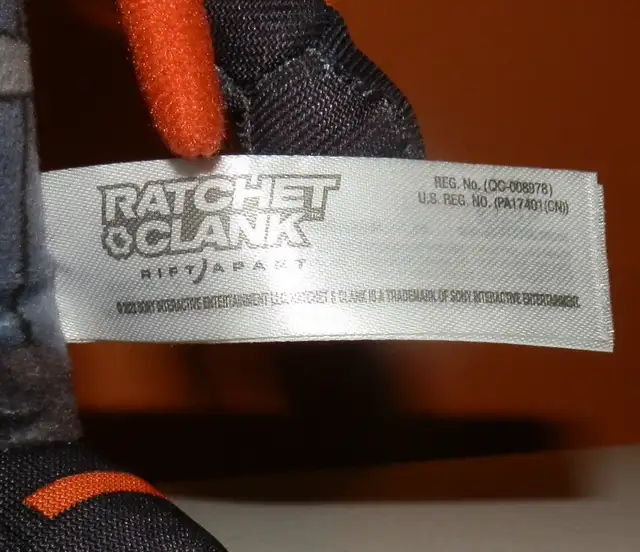 RATCHET
& CLANK
RIFT APART
REG. No. (QC-008978)
U.S. REG. NO. (PA17401(CN))
SONY INTERACTIVE ENTERTAINMENT LLC. RATCHET & CLANK IS A TRADEMARK OF SONY INTERACTIVE ENTERTAINMENT.